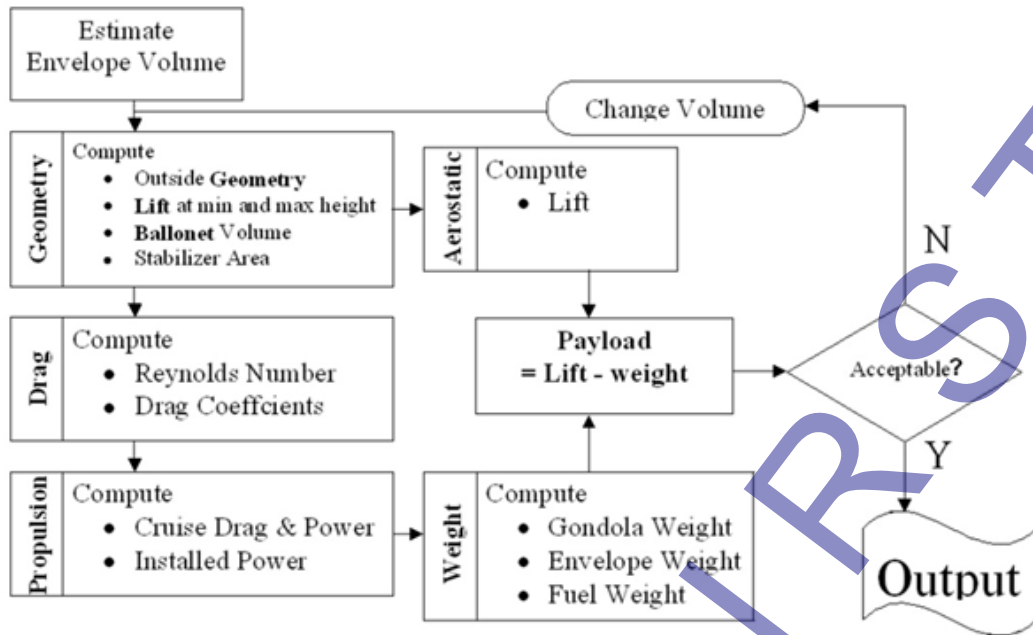 Estimate
Envelope Volume
Change Volume
Geometry
Compute
• Outside Geometry
• Lift at min and max height
• Ballonet Volume
• Stabilizer Area
Aerostatic
Compute
• Lift
N
Drag
Compute
• Reynolds Number
• Drag Coeffcients
Payload
= Lift - weight
Acceptable?
Y
Propulsion
Compute
• Cruise Drag & Power
• Installed Power
Weight
Compute
• Gondola Weight
• Envelope Weight
• Fuel Weight
Output
I R S T